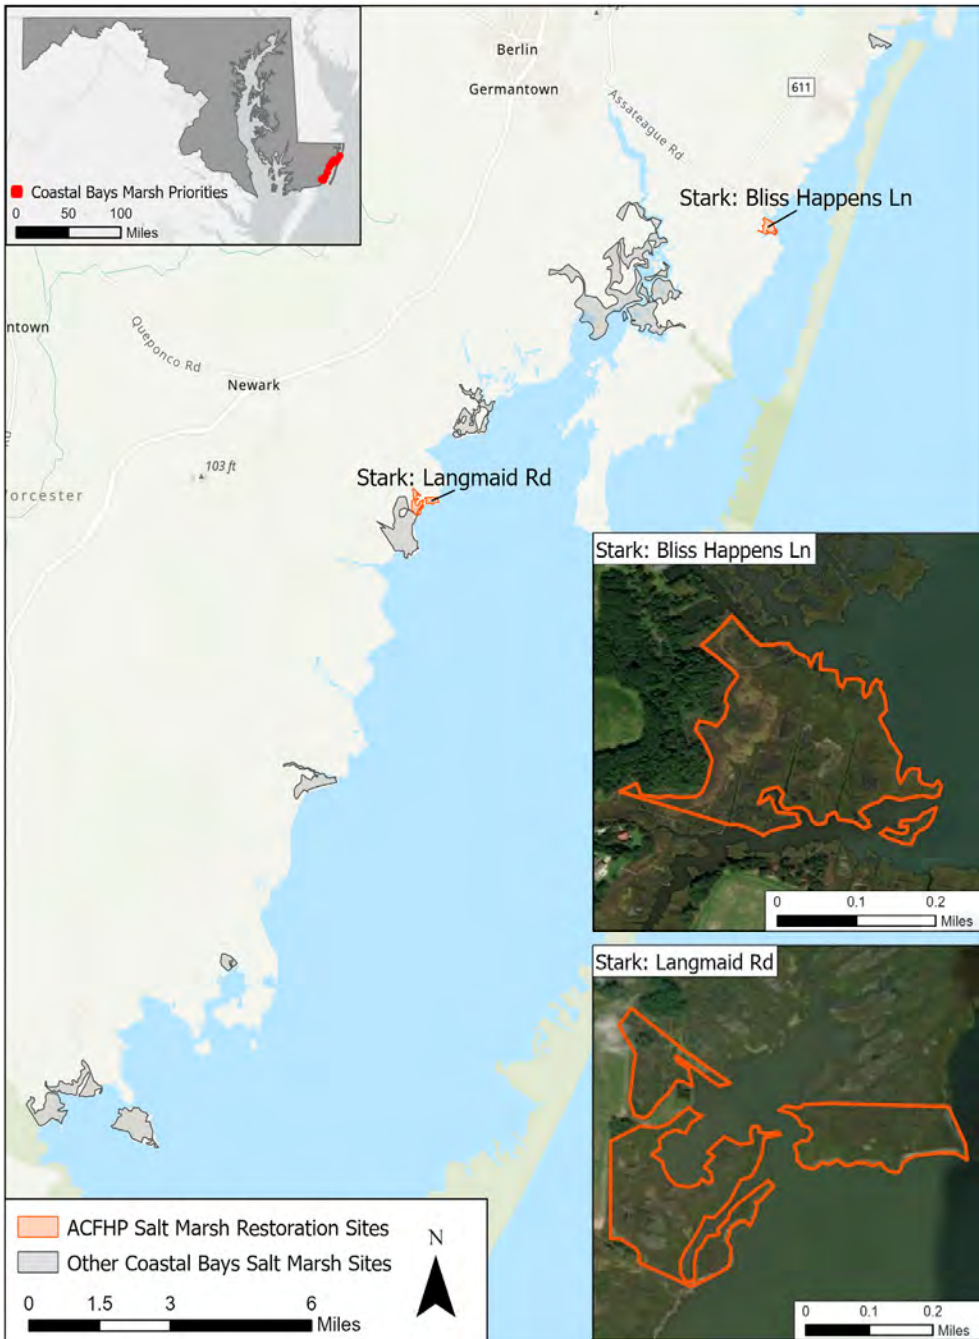 Berlin
Germantown
611
Assateague Rd
Coastal Bays Marsh Priorities
0 50 100
Miles
Stark: Bliss Happens Ln
ntown
Queponco Rd
Newark
103 ft
Stark: Langmaid Rd
orcester
Stark: Bliss Happens Ln
0 0.1 0.2
Miles
Stark: Langmaid Rd
ACFHP Salt Marsh Restoration Sites
Other Coastal Bays Salt Marsh Sites
N
0 1.5 3 6
Miles
0 0.1 0.2
Miles